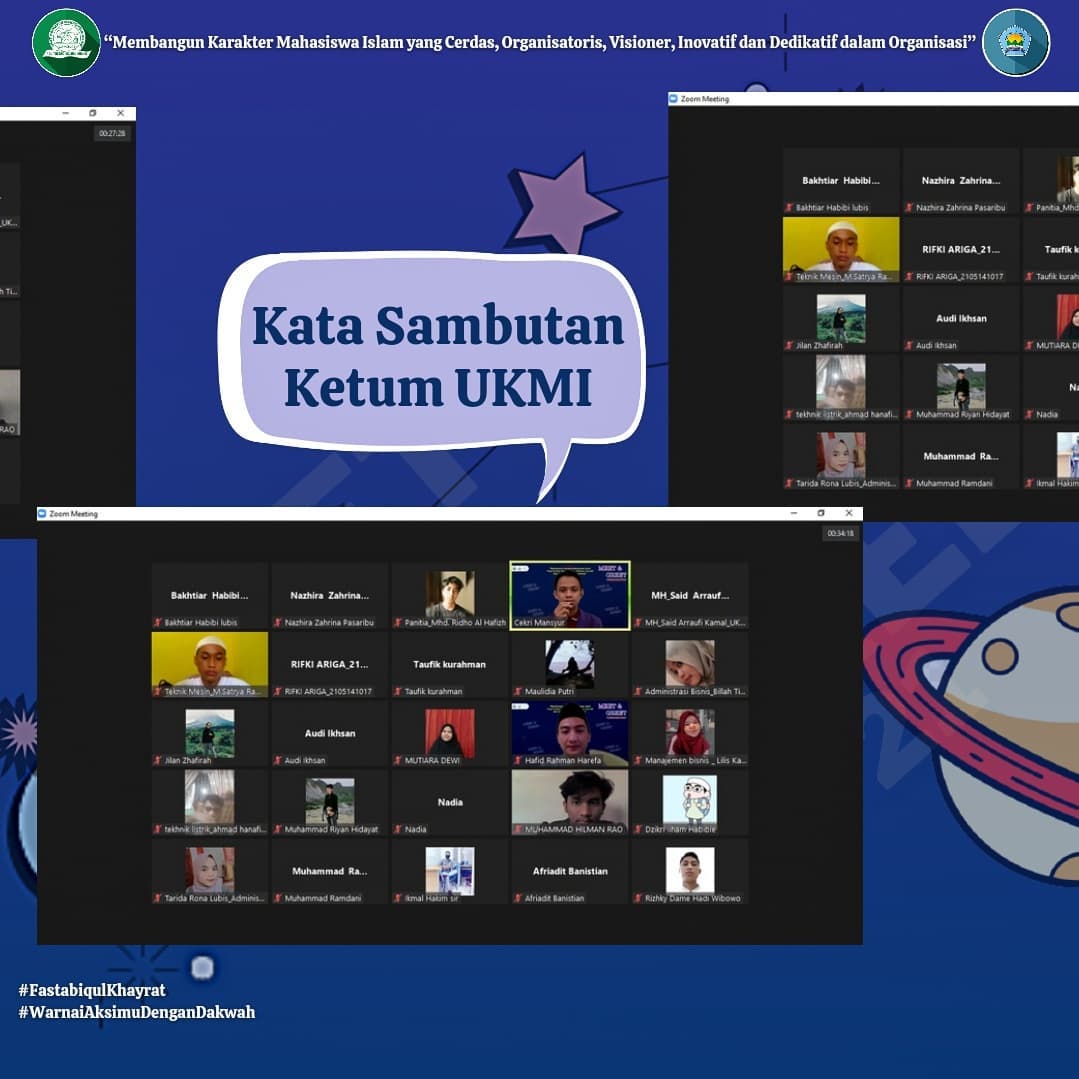 “Membangun Karakter Mahasiswa Islam yang Cerdas, Organisatoris, Visioner, Inovatif dan Dedikatif dalam Organisasi”
00:27:28
_UK...
h Ti...
RAO
Zoom Meeting
Bakhtiar Habibi...
Nazhira Zahrina...
Bakhtiar Habibi lubis
Nazhira Zahrina Pasaribu
Panitia_Mhd.
RIFKI ARIGA_21...
Taufik k
Teknik Mesin_M.Satrya Ra...
RIFKI ARIGA_2105141017
Taufik kurah
Audi Ikhsan
Jilan Zhafirah
Audi Ikhsan
MUTIARA DE
Na
tekhnik listrik_ahmad hanafi...
Muhammad Riyan Hidayat
Nadia
Muhammad Ra...
Tarida Rona Lubis_Adminis...
Muhammad Ramdani
Ikmal Hakim
Kata Sambutan
Ketum UKMI
Zoom Meeting
00:34:18
Bakhtiar Habibi...
Nazhira Zahrina...
MH_Said Arrauf...
Bakhtiar Habibi lubis
Nazhira Zahrina Pasaribu
Panitia_Mhd. Ridho Al Hafizh
MEET & GREET
Cekri Mansyur
MH_Said Arraufi Kamal_UK...
RIFKI ARIGA_21...
Taufik kurahman
Teknik Mesin_M.Satrya Ra...
RIFKI ARIGA_2105141017
Taufik kurahman
Maulidia Putri
Administrasi Bisnis_Billah Ti...
Audi Ikhsan
MEET & GREET
Jilan Zhafirah
Audi Ikhsan
MUTIARA DEWI
Hafid Rahman Harefa
Manajemen bisnis _ Lilis Ka...
Nadia
tekhnik listrik_ahmad hanafi...
Muhammad Riyan Hidayat
Nadia
MUHAMMAD HILMAN RAO
Dzikri Ilham Habibie
Muhammad Ra...
Afriadit Banistian
Tarida Rona Lubis_Adminis...
Muhammad Ramdani
Ikmal Hakim sir
Afriadit Banistian
Rizhky Dame Hadi Wibowo
#FastabiqulKhayrat
#WarnaiAksimuDenganDakwah